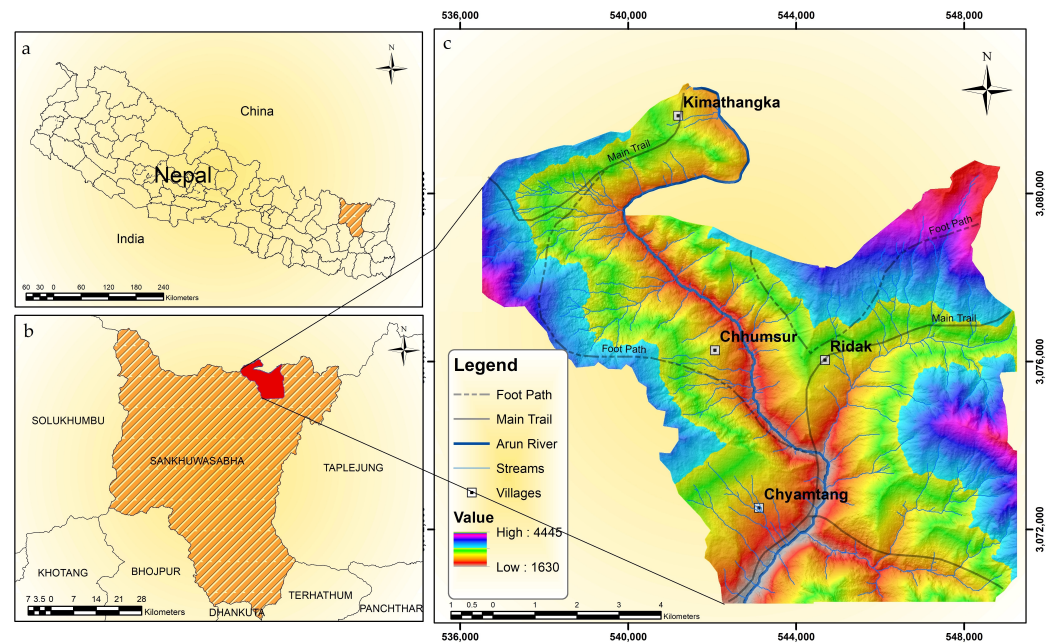 a
N
China
Nepal
India
60 30 0 60 120 180 240
Kilometers
b
N
SOLUKHUMBU
SANKHUWASABHA
TAPLEJUNG
KHOTANG
BHOJPUR
TERHATHUM
DHANKUTA
PANCHTHAR
7 3.5 0 7 14 21 28
Kilometers
536,000 540,000 544,000 548,000
c
N
Kimathangka
Main Trail
Foot Path
Main Trail
Chhumsur
Ridak
Foot Path
Chyamtang
3,080,000
3,076,000
3,072,000
Legend
Foot Path
Main Trail
Arun River
Streams
Villages
Value
High : 4445
Low : 1630
1 0.5 0 1 2 3 4
Kilometers
536,000 540,000 544,000 548,000